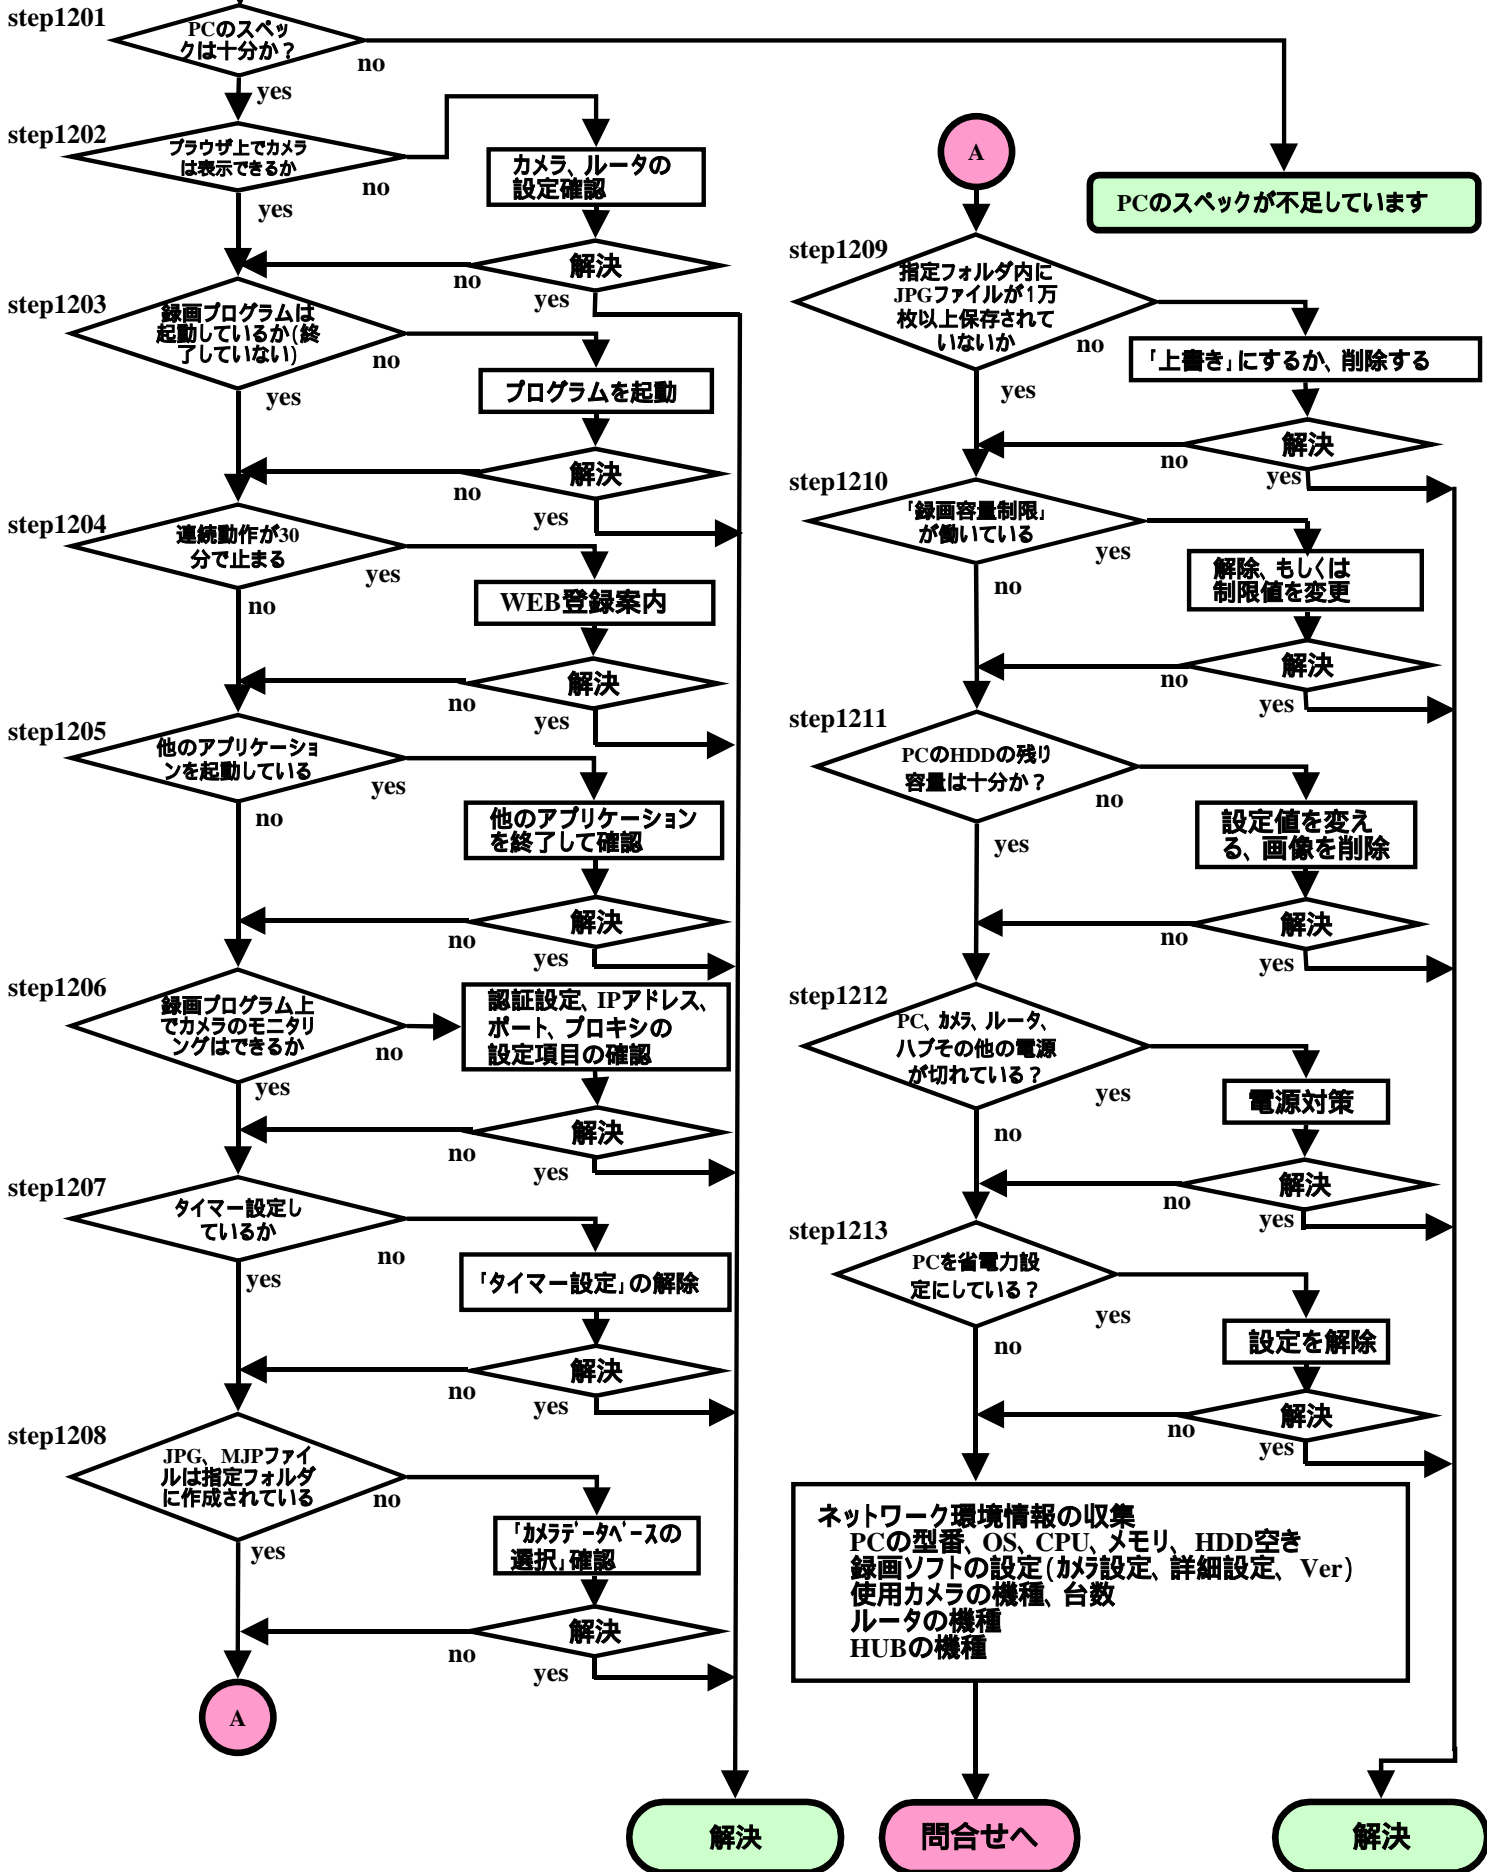 step1201
PCのスペッ
クは十分か？
no
yes
step1202
ブラウザ上でカメラ
は表示できるか
no
yes
カメラ、ルータの
設定確認
解決
no
yes
step1203
録画プログラムは
起動しているか(終
了していない)
no
yes
プログラムを起動
解決
no
yes
step1204
連続動作が30
分で止まる
yes
no
WEB登録案内
解決
no
yes
step1205
他のアプリケーショ
ンを起動している
yes
no
他のアプリケーション
を終了して確認
解決
no
yes
step1206
録画プログラム上
でカメラのモニタリ
ングはできるか
no
yes
認証設定、IPアドレス、
ポート、プロキシの
設定項目の確認
解決
no
yes
step1207
タイマー設定し
ているか
no
yes
「タイマー設定」の解除
解決
no
yes
step1208
JPG、MJPファイ
ルは指定フォルダ
に作成されている
no
yes
「カメラデータベースの
選択」確認
解決
no
yes
A
解決
A
PCのスペックが不足しています
step1209
指定フォルダ内に
JPGファイルが1万
枚以上保存されて
いないか
no
yes
「上書き」にするか、削除する
解決
no
yes
step1210
「録画容量制限」
が働いている
yes
no
解除、もしくは
制限値を変更
解決
no
yes
step1211
PCのHDDの残り
容量は十分か？
no
yes
設定値を変え
る、画像を削除
解決
no
yes
step1212
PC、カメラ、ルータ、
ハブその他の電源
が切れている？
yes
no
電源対策
解決
no
yes
step1213
PCを省電力設
定にしている？
yes
no
設定を解除
解決
no
yes
ネットワーク環境情報の収集
PCの型番、OS、CPU、メモリ、HDD空き
録画ソフトの設定(カメラ設定、詳細設定、Ver)
使用カメラの機種、台数
ルータの機種
HUBの機種
問合せへ
解決